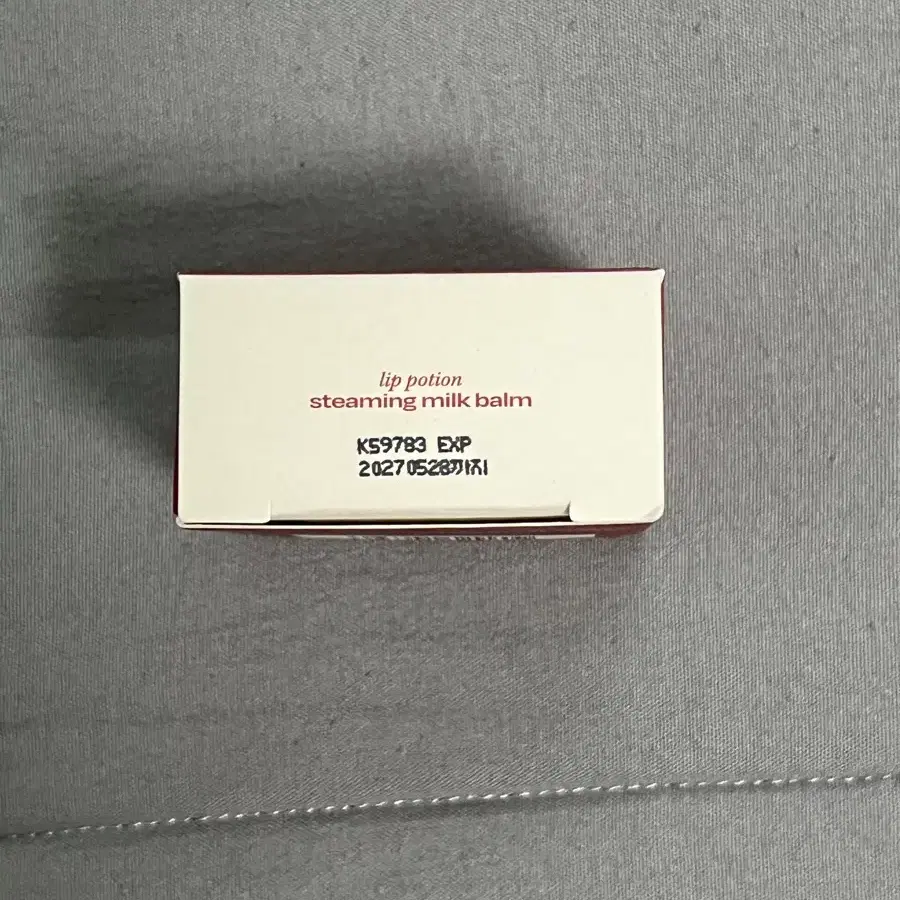 lip potion
steaming milk balm
K59783 EXP
20270528까지